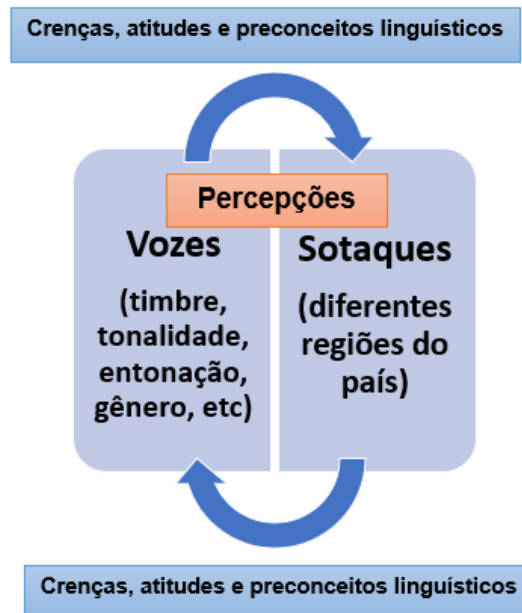 Crenças, atitudes e preconceitos linguísticos
Percepções
Vozes
(timbre,
tonalidade,
entonação,
gênero, etc)
Sotaques
(diferentes
regiões do
país)
Crenças, atitudes e preconceitos linguísticos